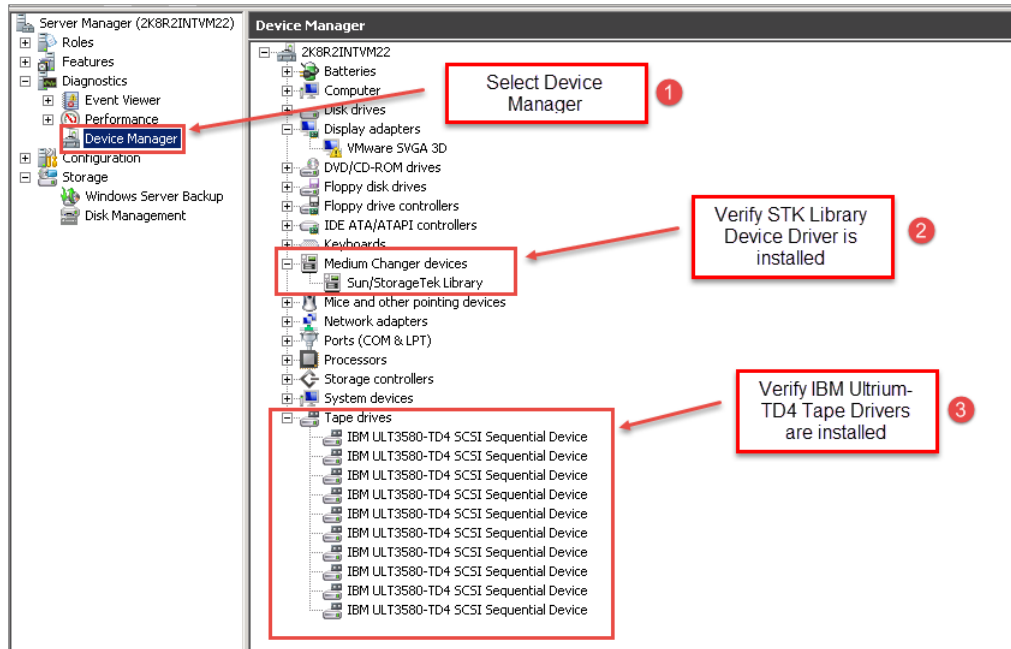 Server Manager (2K8R2INTVM22)
Roles
Features
Diagnostics
Event Viewer
Performance
Device Manager
Configuration
Storage
Windows Server Backup
Disk Management
Device Manager
2K8R2INTVM22
Batteries
Computer
Disk drives
Display adapters
VMware SVGA 3D
DVD/CD-ROM drives
Floppy disk drives
Floppy drive controllers
IDE ATA/ATAPI controllers
Keyboards
Medium Changer devices
Sun/StorageTek Library
Mice and other pointing devices
Network adapters
Ports (COM & LPT)
Processors
Storage controllers
System devices
Tape drives
IBM ULT3580-TD4 SCSI Sequential Device
IBM ULT3580-TD4 SCSI Sequential Device
IBM ULT3580-TD4 SCSI Sequential Device
IBM ULT3580-TD4 SCSI Sequential Device
IBM ULT3580-TD4 SCSI Sequential Device
IBM ULT3580-TD4 SCSI Sequential Device
IBM ULT3580-TD4 SCSI Sequential Device
IBM ULT3580-TD4 SCSI Sequential Device
IBM ULT3580-TD4 SCSI Sequential Device
IBM ULT3580-TD4 SCSI Sequential Device
Select Device
Manager
1
Verify STK Library
Device Driver is
installed
2
Verify IBM Ultrium-
TD4 Tape Drivers
are installed
3